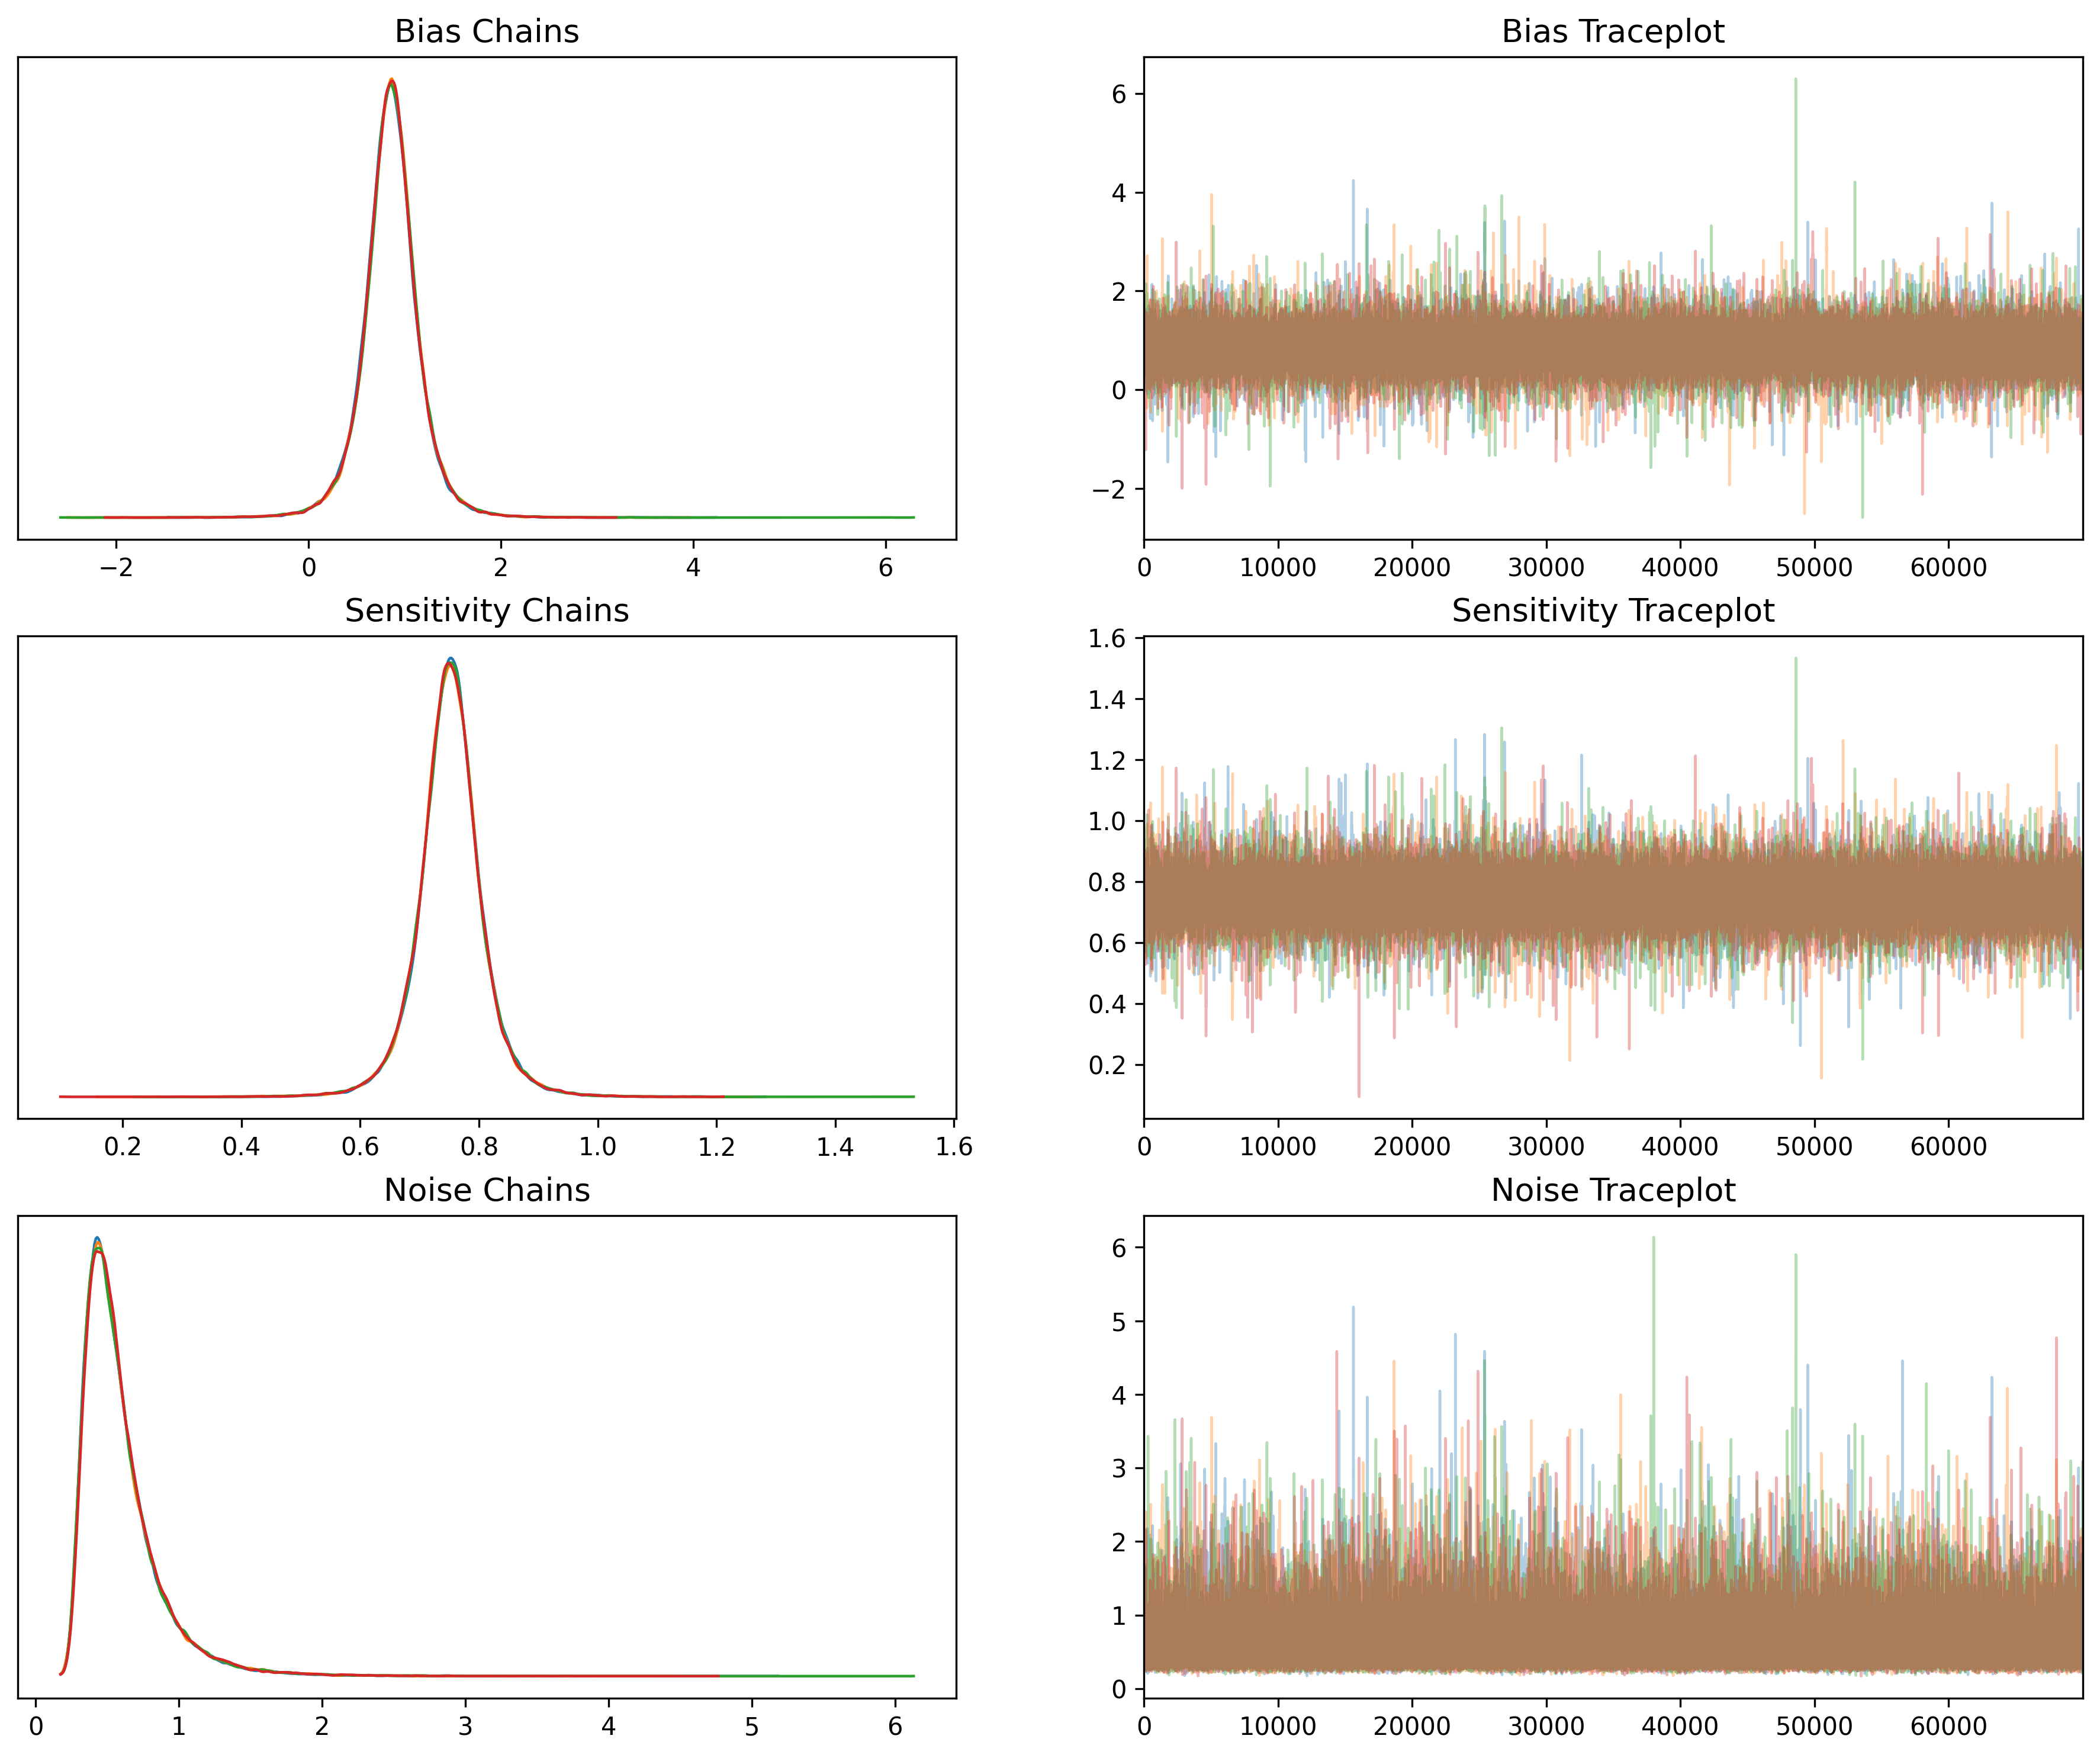 Bias Chains
−2 0 2 4 6
Bias Traceplot
6
4
2
0
−2
0 10000 20000 30000 40000 50000 60000
Sensitivity Chains
0.2 0.4 0.6 0.8 1.0 1.2 1.4 1.6
Sensitivity Traceplot
1.6
1.4
1.2
1.0
0.8
0.6
0.4
0.2
0 10000 20000 30000 40000 50000 60000
Noise Chains
0 1 2 3 4 5 6
Noise Traceplot
6
5
4
3
2
1
0
0 10000 20000 30000 40000 50000 60000